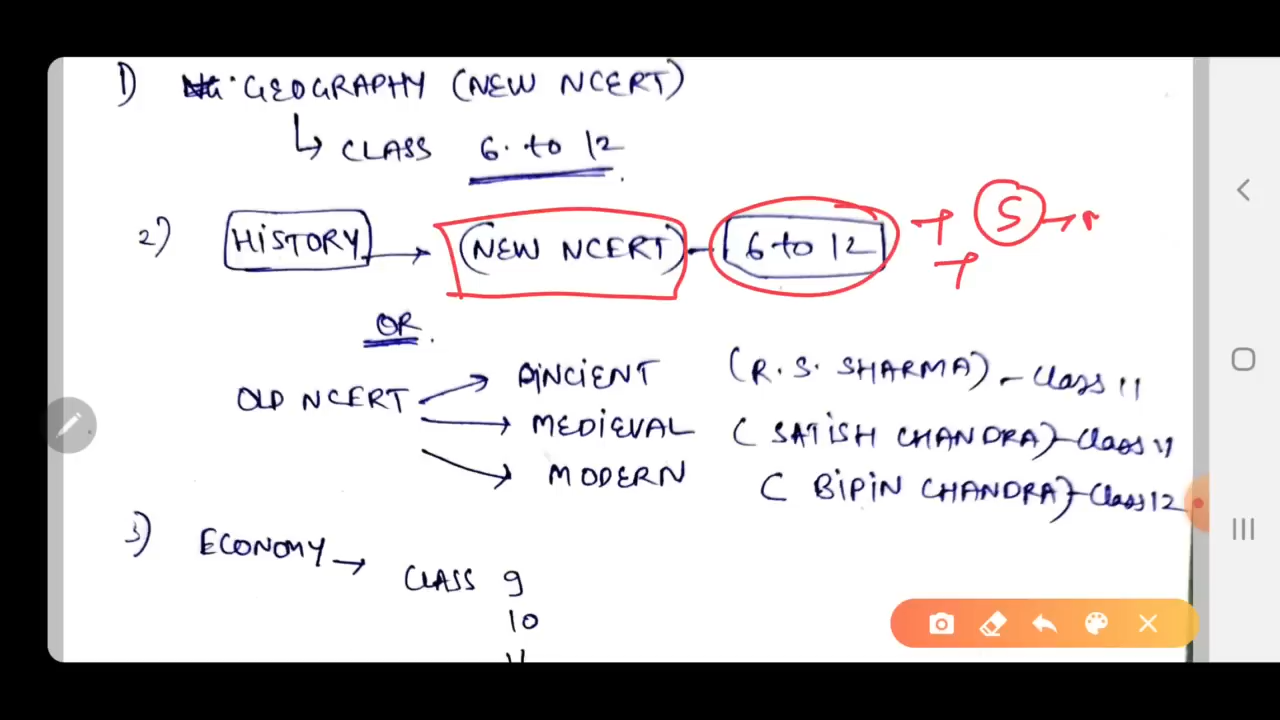 1) GEOGRAPHY (NEW NCERT)
↳ CLASS 6. to 12.
2) HISTORY → (NEW NCERT) - 6 to 12 S
OR.
OLD NCERT → ANCIENT (R.S. SHARMA) - Class 11
→ MEDIEVAL (SATISH CHANDRA) - Class 11
→ MODERN (BIPIN CHANDRA) - Class 12
3) ECONOMY → CLASS 9
10
11